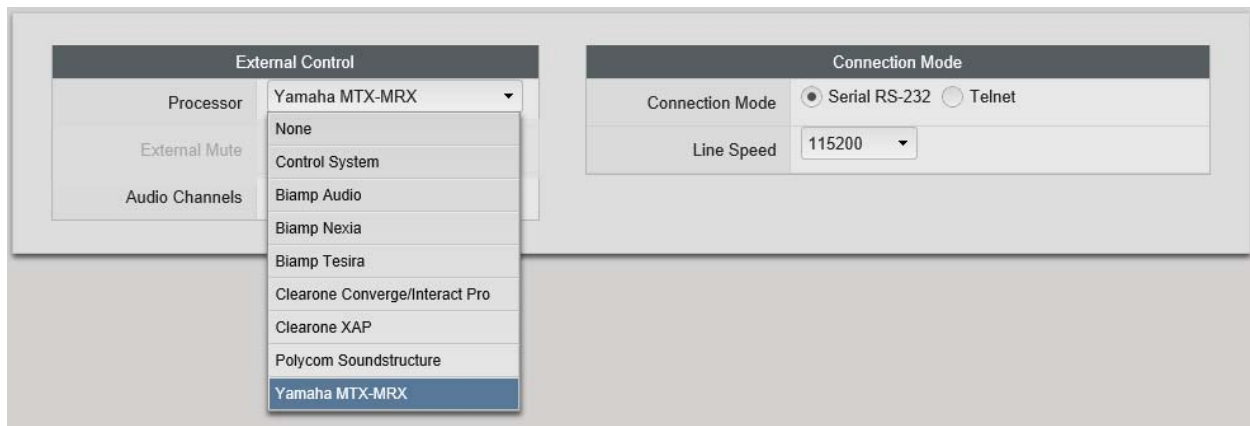 External Control
Processor
Yamaha MTX-MRX
External Mute
Audio Channels
None
Control System
Biamp Audio
Biamp Nexia
Biamp Tesira
Clearone Converge/Interact Pro
Clearone XAP
Polycom Soundstructure
Yamaha MTX-MRX
Connection Mode
Connection Mode
Serial RS-232
Telnet
Line Speed
115200